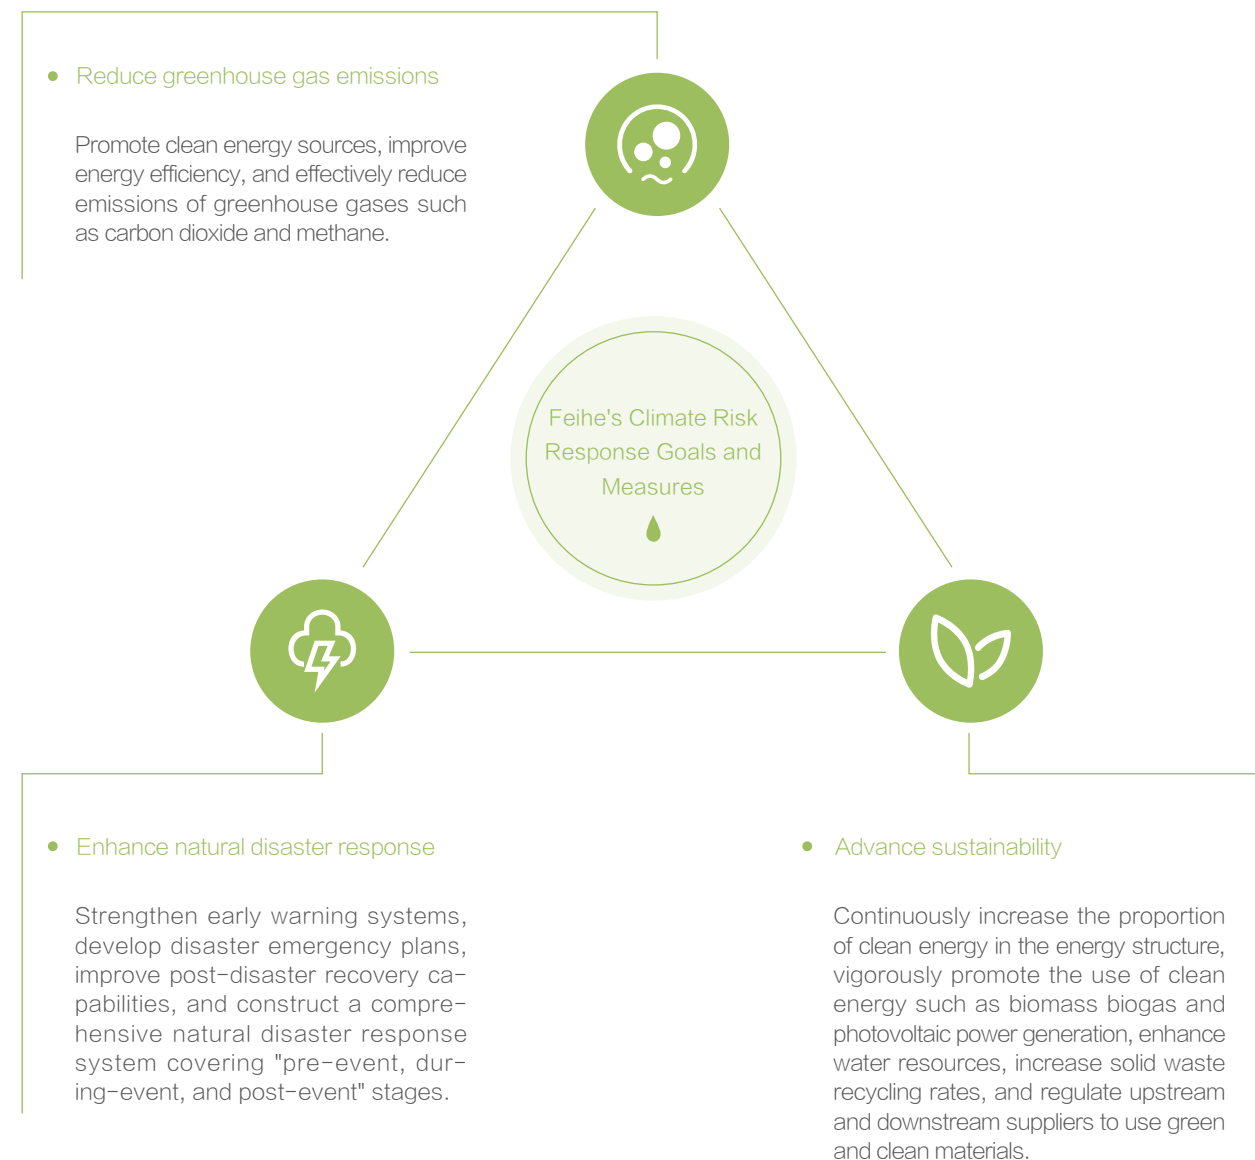 Reduce greenhouse gas emissions
Promote clean energy sources, improve
energy efficiency, and effectively reduce
emissions of greenhouse gases such
as carbon dioxide and methane.
Feihe's Climate Risk
Response Goals and
Measures
Enhance natural disaster response
Strengthen early warning systems,
develop disaster emergency plans,
improve post-disaster recovery ca-
pabilities, and construct a compre-
hensive natural disaster response
system covering "pre-event, dur-
ing-event, and post-event" stages.
Advance sustainability
Continuously increase the proportion
of clean energy in the energy structure,
vigorously promote the use of clean
energy such as biomass biogas and
photovoltaic power generation, enhance
water resources, increase solid waste
recycling rates, and regulate upstream
and downstream suppliers to use green
and clean materials.